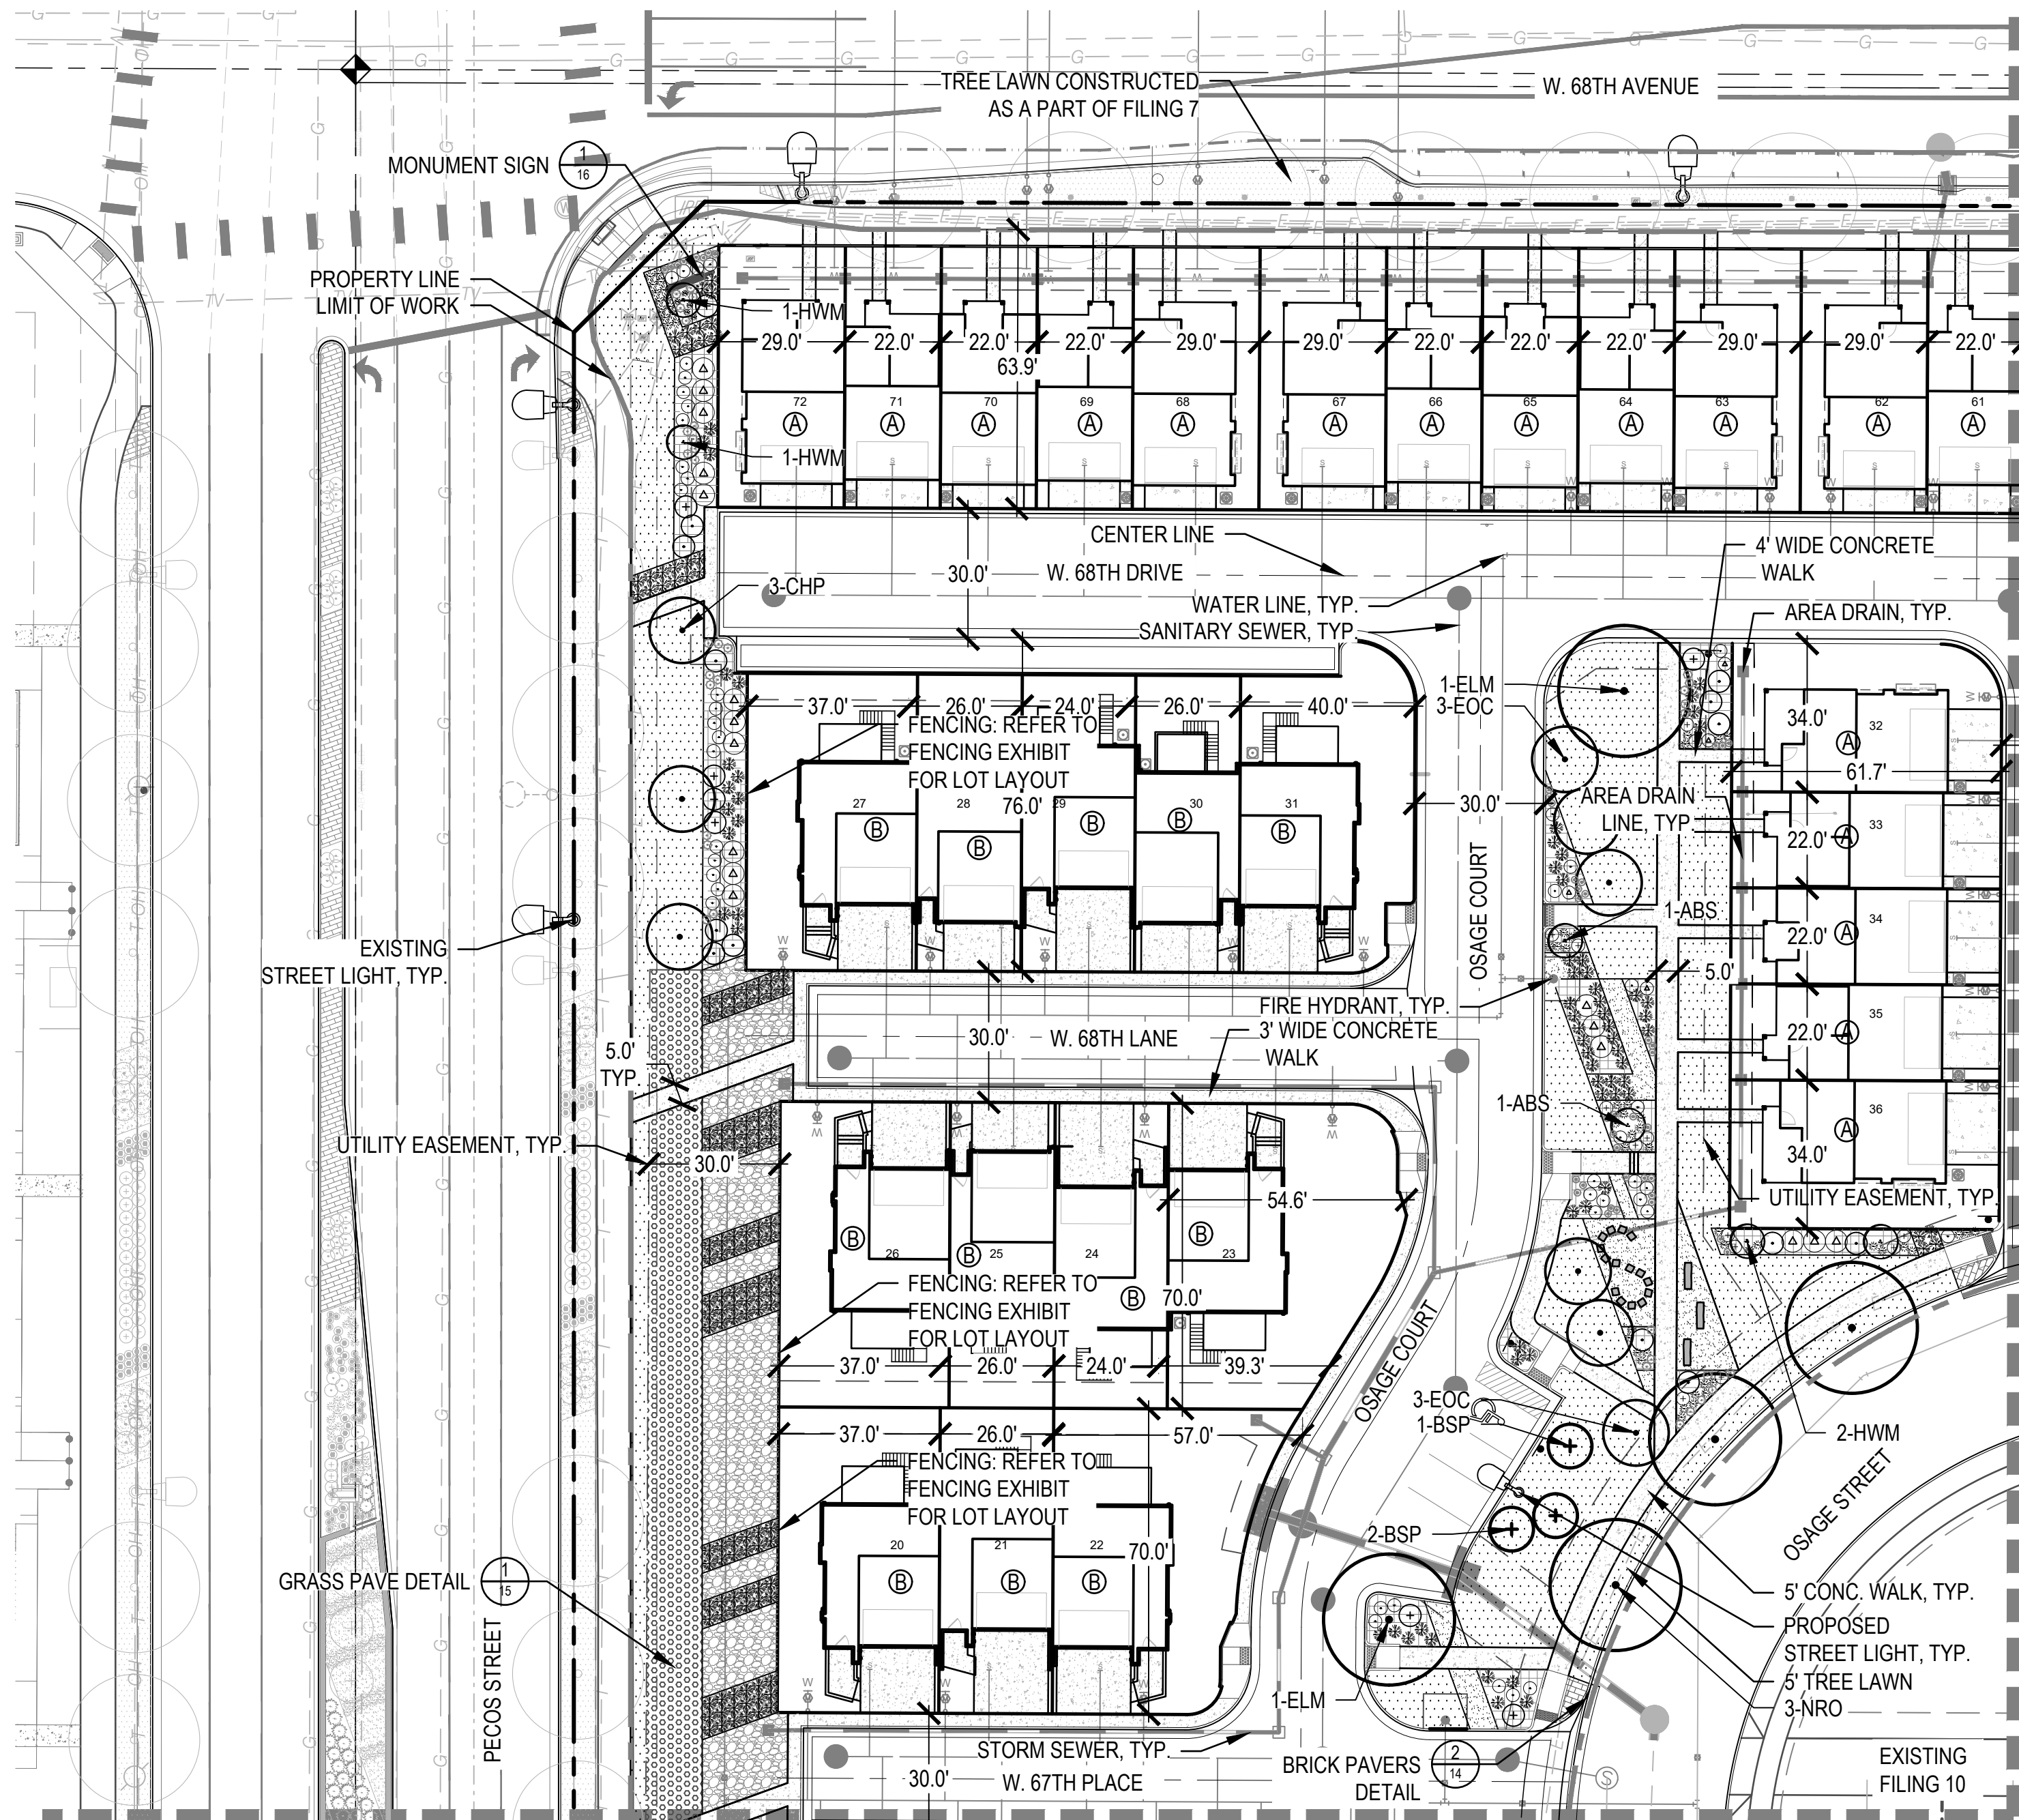 TREE LAWN CONSTRUCTED
AS A PART OF FILING 7
W. 68TH AVENUE
MONUMENT SIGN
1
16
PROPERTY LINE
LIMIT OF WORK
1-HWM
29.0'
22.0'
22.0'
22.0'
29.0'
29.0'
22.0'
22.0'
22.0'
29.0'
29.0'
22.0'
63.9'
72
71
70
69
68
67
66
65
64
63
62
61
A
A
A
A
A
A
A
A
A
A
A
A
1-HWM
CENTER LINE
4' WIDE CONCRETE
WALK
30.0'
W. 68TH DRIVE
3-CHP
WATER LINE, TYP.
SANITARY SEWER, TYP.
AREA DRAIN, TYP.
1-ELM
3-EOC
37.0'
26.0'
24.0'
26.0'
40.0'
FENCING: REFER TO
FENCING EXHIBIT
FOR LOT LAYOUT
76.0'
27
28
29
30
31
B
B
B
B
B
30.0'
34.0'
32
A
61.7'
AREA DRAIN
LINE, TYP
22.0'
A
33
OSAGE COURT
1-ABS
22.0'
A
34
5.0'
EXISTING
STREET LIGHT, TYP.
FIRE HYDRANT, TYP.
3' WIDE CONCRETE
WALK
30.0'
W. 68TH LANE
22.0'
A
35
5.0'
TYP.
1-ABS
36
A
34.0'
UTILITY EASEMENT, TYP.
30.0'
54.6'
UTILITY EASEMENT, TYP.
B
26
B
25
24
B
23
B
70.0'
FENCING: REFER TO
FENCING EXHIBIT
FOR LOT LAYOUT
37.0'
26.0'
24.0'
39.3'
OSAGE COURT
3-EOC
1-BSP
2-HWM
37.0'
26.0'
57.0'
FENCING: REFER TO
FENCING EXHIBIT
FOR LOT LAYOUT
OSAGE STREET
2-BSP
20
21
22
70.0'
B
B
B
GRASS PAVE DETAIL
1
15
PECOS STREET
5' CONC. WALK, TYP.
PROPOSED
STREET LIGHT, TYP.
5' TREE LAWN
3-NRO
1-ELM
STORM SEWER, TYP.
BRICK PAVERS
DETAIL
2
14
30.0'
W. 67TH PLACE
S
EXISTING
FILING 10